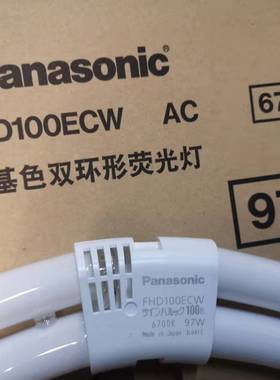 Panasonic
D100ECW AC
67
基色双环形荧光灯
97
Panasonic
FHD100ECW
ツインパルック 100形
6700K 97W
Made in Japan